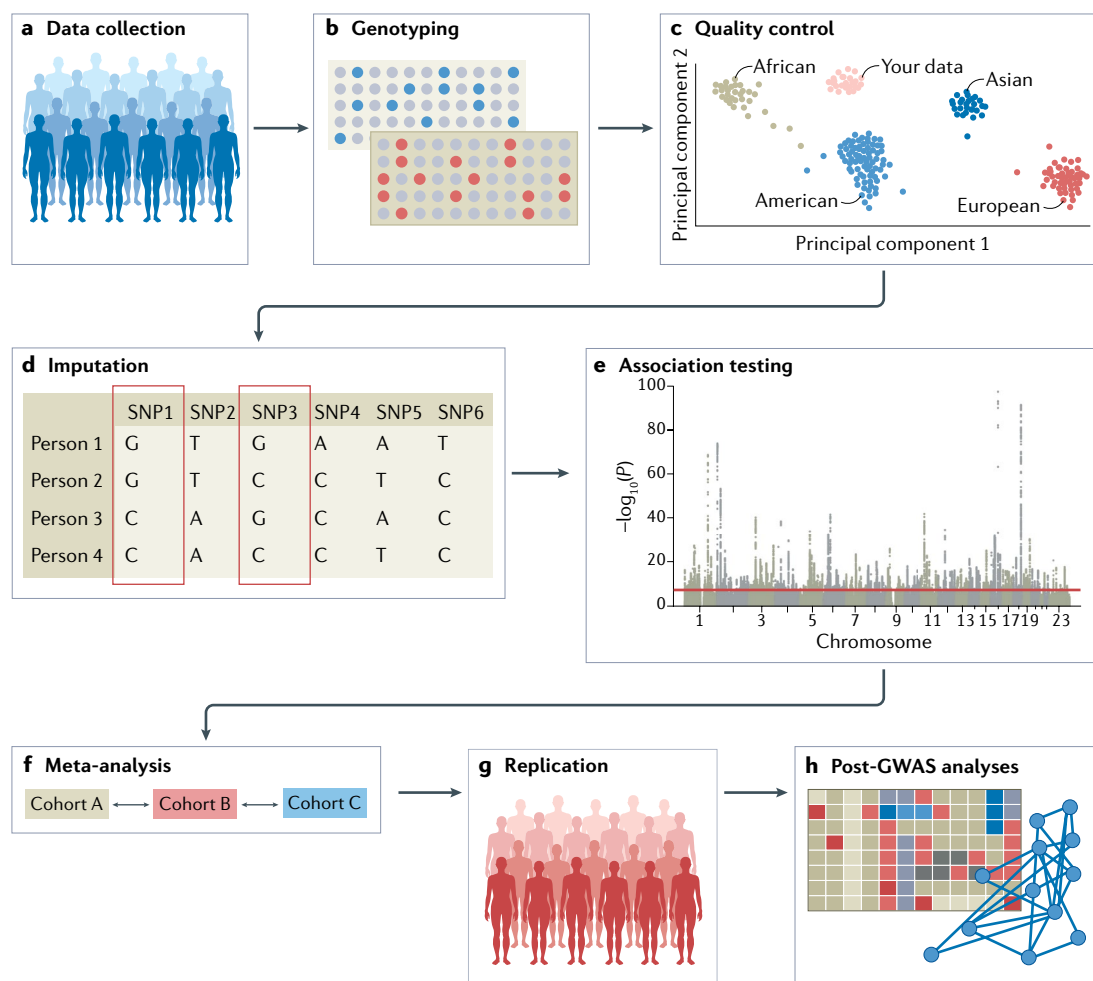 a Data collection
b Genotyping
c Quality control
Principal component 2
African
Your data
Asian
American
European
Principal component 1
d Imputation
SNP1 SNP2 SNP3 SNP4 SNP5 SNP6
Person 1 G T G A A T
Person 2 G T C C T C
Person 3 C A G C A C
Person 4 C A C C T C
e Association testing
–log10(P)
100
80
60
40
20
0
1 3 5 7 9 11 13 15 17 19 23
Chromosome
f Meta-analysis
Cohort A Cohort B Cohort C
g Replication
h Post-GWAS analyses